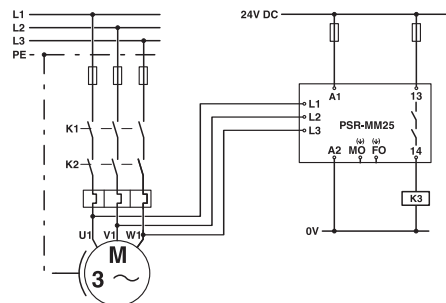 L1
L2
L3
PE
24V DC
A1
13
L1
L2
L3
PSR-MM25
(ψ) (ψ)
A2 MO FO 14
K1
K2
K3
0V
U1 V1 W1
M
3 ~